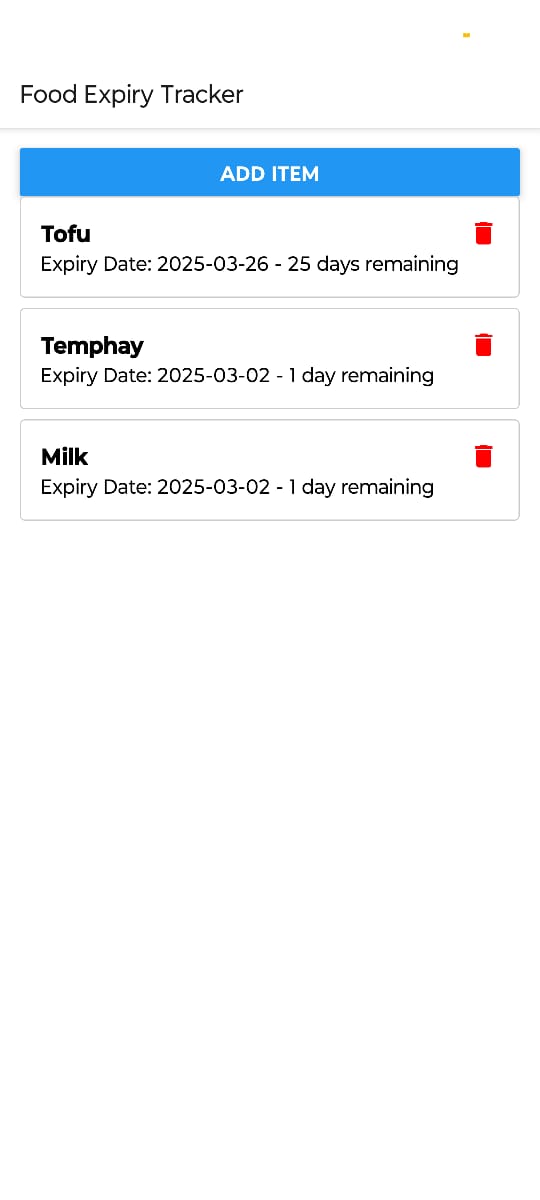 Food Expiry Tracker
ADD ITEM
Tofu
Expiry Date: 2025-03-26 - 25 days remaining
Temphay
Expiry Date: 2025-03-02 - 1 day remaining
Milk
Expiry Date: 2025-03-02 - 1 day remaining